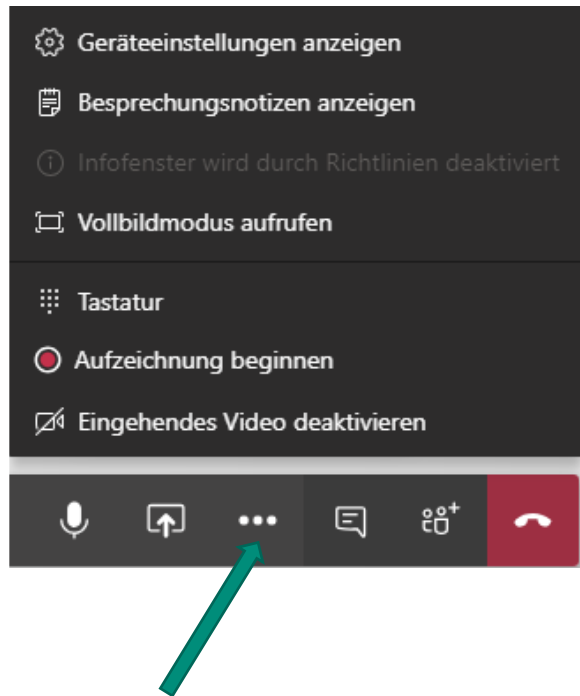 Geräteeinstellungen anzeigen
Besprechungsnotizen anzeigen
Infofenster wird durch Richtlinien deaktiviert
Vollbildmodus aufrufen
Tastatur
Aufzeichnung beginnen
Eingehendes Video deaktivieren